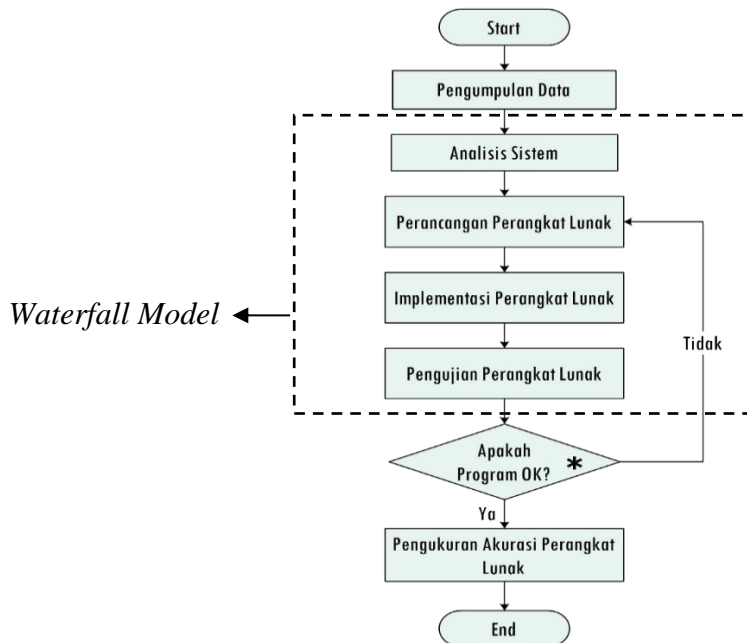 Start
Pengumpulan Data
Analisis Sistem
Perancangan Perangkat Lunak
Waterfall Model
Implementasi Perangkat Lunak
Tidak
Pengujian Perangkat Lunak
Apakah
Program OK? *
Ya
Pengukuran Akurasi Perangkat
Lunak
End